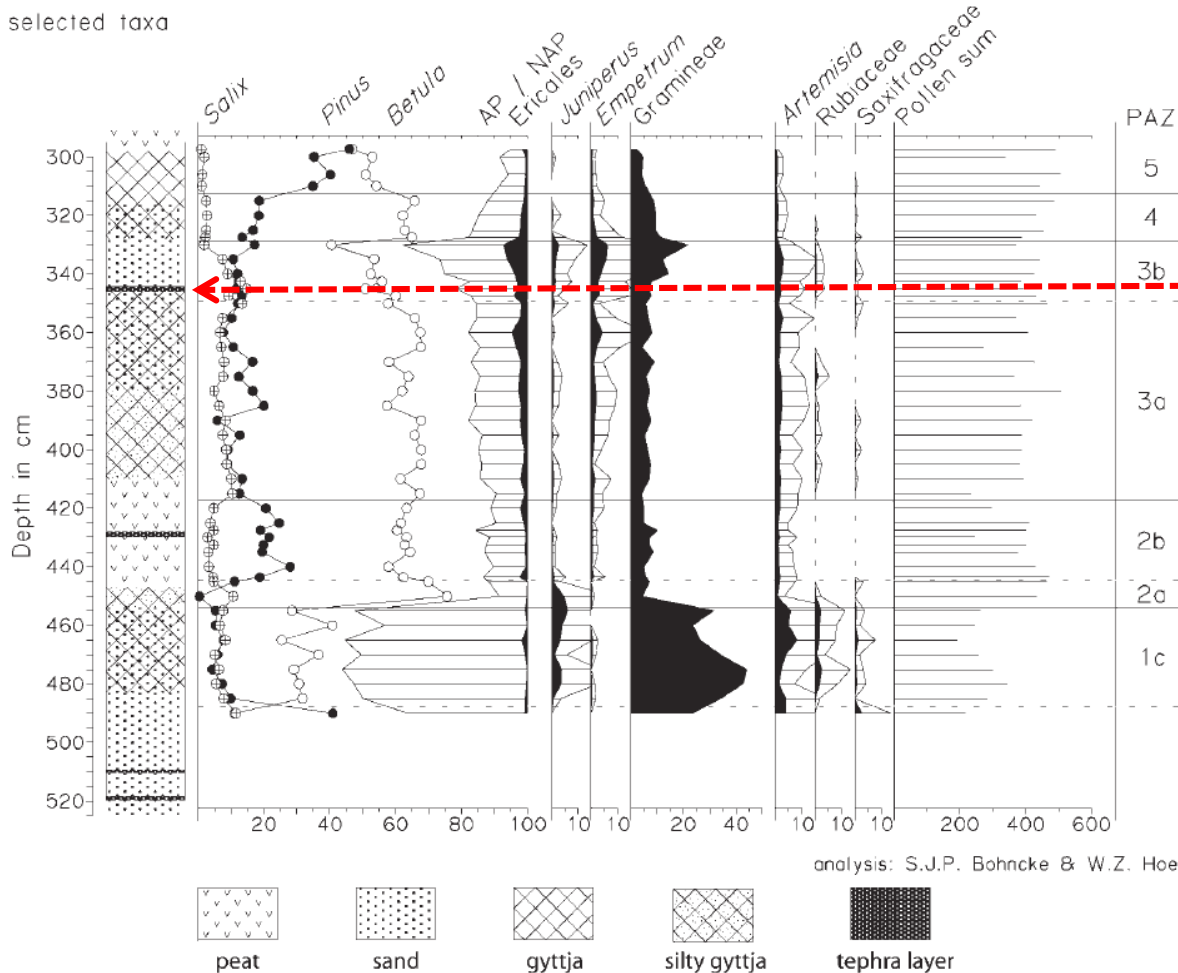 selected taxa
Salix
Pinus
Betula
AP / NAP
Ericales
Juniperus
Empetrum
Gramineae
Artemisia
Rubiaceae
Saxifragaceae
Pollen sum
PAZ
Depth in cm
300
320
340
360
380
400
420
440
460
480
500
520
5
4
3b
3a
2b
2a
1c
20 40 60 80 100 10 10 20 40 10 10 10 200 400 600
analysis: S.J.P. Bohncke & W.Z. Hoe
peat sand gyttja silty gyttja tephra layer